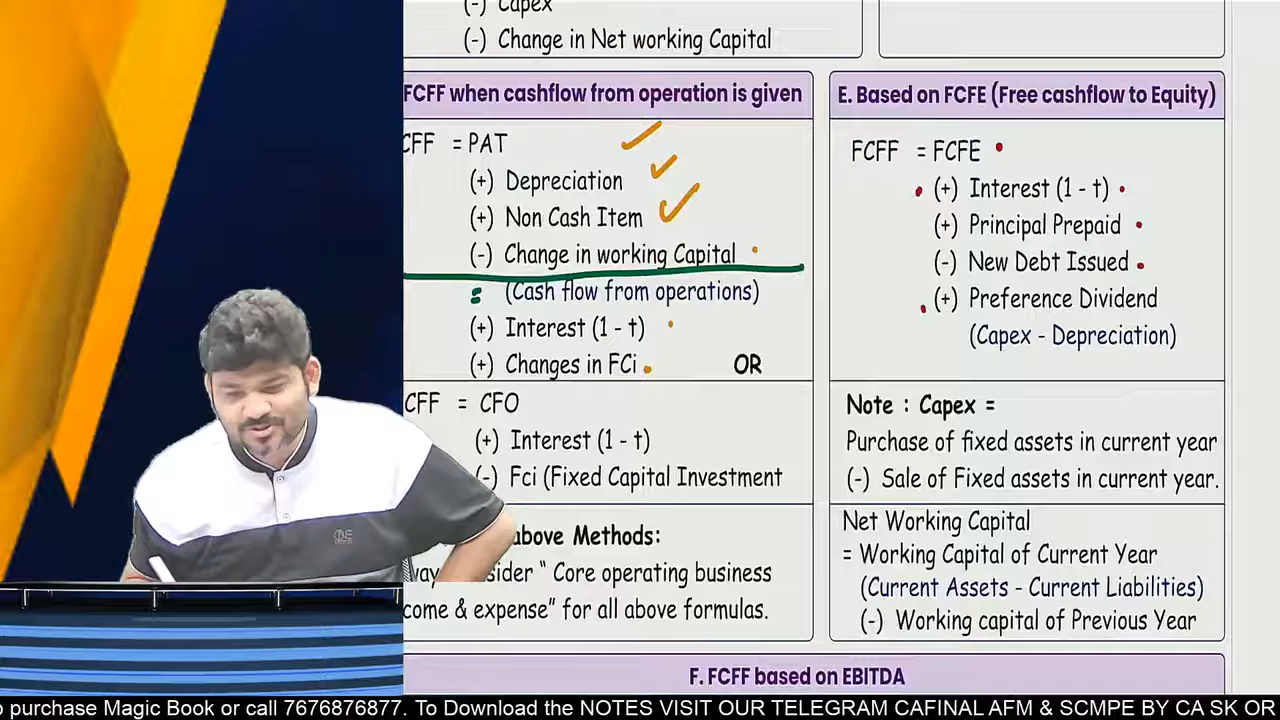 (-) Capex
(-) Change in Net working Capital
FCFF when cashflow from operation is given
CFF = PAT
(+) Depreciation
(+) Non Cash Item
(-) Change in working Capital
= (Cash flow from operations)
(+) Interest (1 - t)
(+) Changes in FCi
OR
CFF = CFO
(+) Interest (1 - t)
(-) Fci (Fixed Capital Investment
above Methods:
" Core operating business
come & expense" for all above formulas.
E. Based on FCFE (Free cashflow to Equity)
FCFF = FCFE
(+) Interest (1 - t)
(+) Principal Prepaid
(-) New Debt Issued
(+) Preference Dividend
(Capex - Depreciation)
Note : Capex =
Purchase of fixed assets in current year
(-) Sale of Fixed assets in current year.
Net Working Capital
= Working Capital of Current Year
(Current Assets - Current Liabilities)
(-) Working capital of Previous Year
F. FCFF based on EBITDA
o purchase Magic Book or call 7676876877. To Download the NOTES VISIT OUR TELEGRAM CAFINAL AFM & SCMPE BY CA SK OR